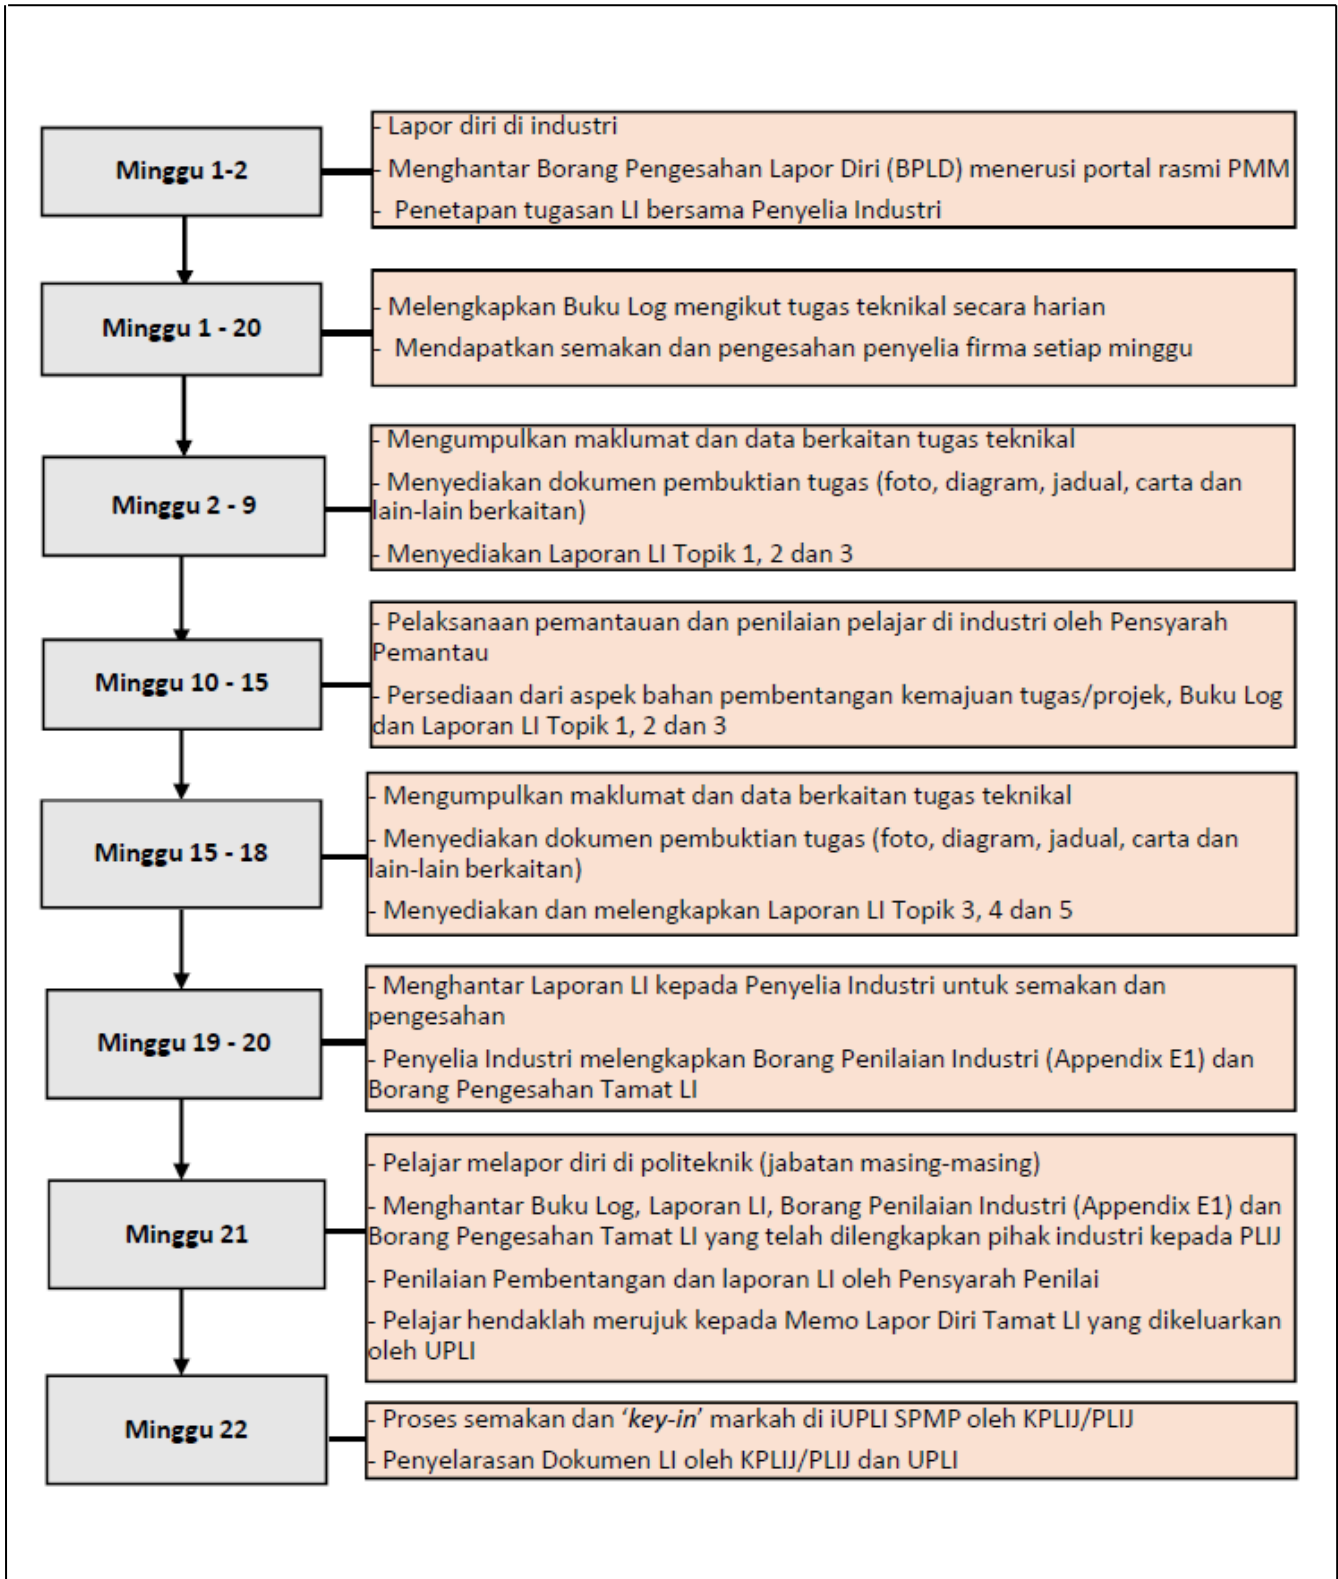 Minggu 1-2
- Lapor diri di industri
- Menghantar Borang Pengesahan Lapor Diri (BPLD) menerusi portal rasmi PMM
- Penetapan tugasan LI bersama Penyelia Industri
Minggu 1 - 20
- Melengkapkan Buku Log mengikut tugas teknikal secara harian
- Mendapatkan semakan dan pengesahan penyelia firma setiap minggu
Minggu 2 - 9
- Mengumpulkan maklumat dan data berkaitan tugas teknikal
- Menyediakan dokumen pembuktian tugas (foto, diagram, jadual, carta dan
lain-lain berkaitan)
- Menyediakan Laporan LI Topik 1, 2 dan 3
Minggu 10 - 15
- Pelaksanaan pemantauan dan penilaian pelajar di industri oleh Pensyarah
Pemantau
- Persediaan dari aspek bahan pembentangan kemajuan tugas/projek, Buku Log
dan Laporan LI Topik 1, 2 dan 3
Minggu 15 - 18
- Mengumpulkan maklumat dan data berkaitan tugas teknikal
- Menyediakan dokumen pembuktian tugas (foto, diagram, jadual, carta dan
lain-lain berkaitan)
- Menyediakan dan melengkapkan Laporan LI Topik 3, 4 dan 5
Minggu 19 - 20
- Menghantar Laporan LI kepada Penyelia Industri untuk semakan dan
pengesahan
- Penyelia Industri melengkapkan Borang Penilaian Industri (Appendix E1) dan
Borang Pengesahan Tamat LI
Minggu 21
- Pelajar melapor diri di politeknik (jabatan masing-masing)
- Menghantar Buku Log, Laporan LI, Borang Penilaian Industri (Appendix E1) dan
Borang Pengesahan Tamat LI yang telah dilengkapkan pihak industri kepada PLIJ
- Penilaian Pembentangan dan laporan LI oleh Pensyarah Penilai
- Pelajar hendaklah merujuk kepada Memo Lapor Diri Tamat LI yang dikeluarkan
oleh UPLI
Minggu 22
- Proses semakan dan ‘key-in’ markah di iUPLI SPMP oleh KPLIJ/PLIJ
- Penyelarasan Dokumen LI oleh KPLIJ/PLIJ dan UPLI